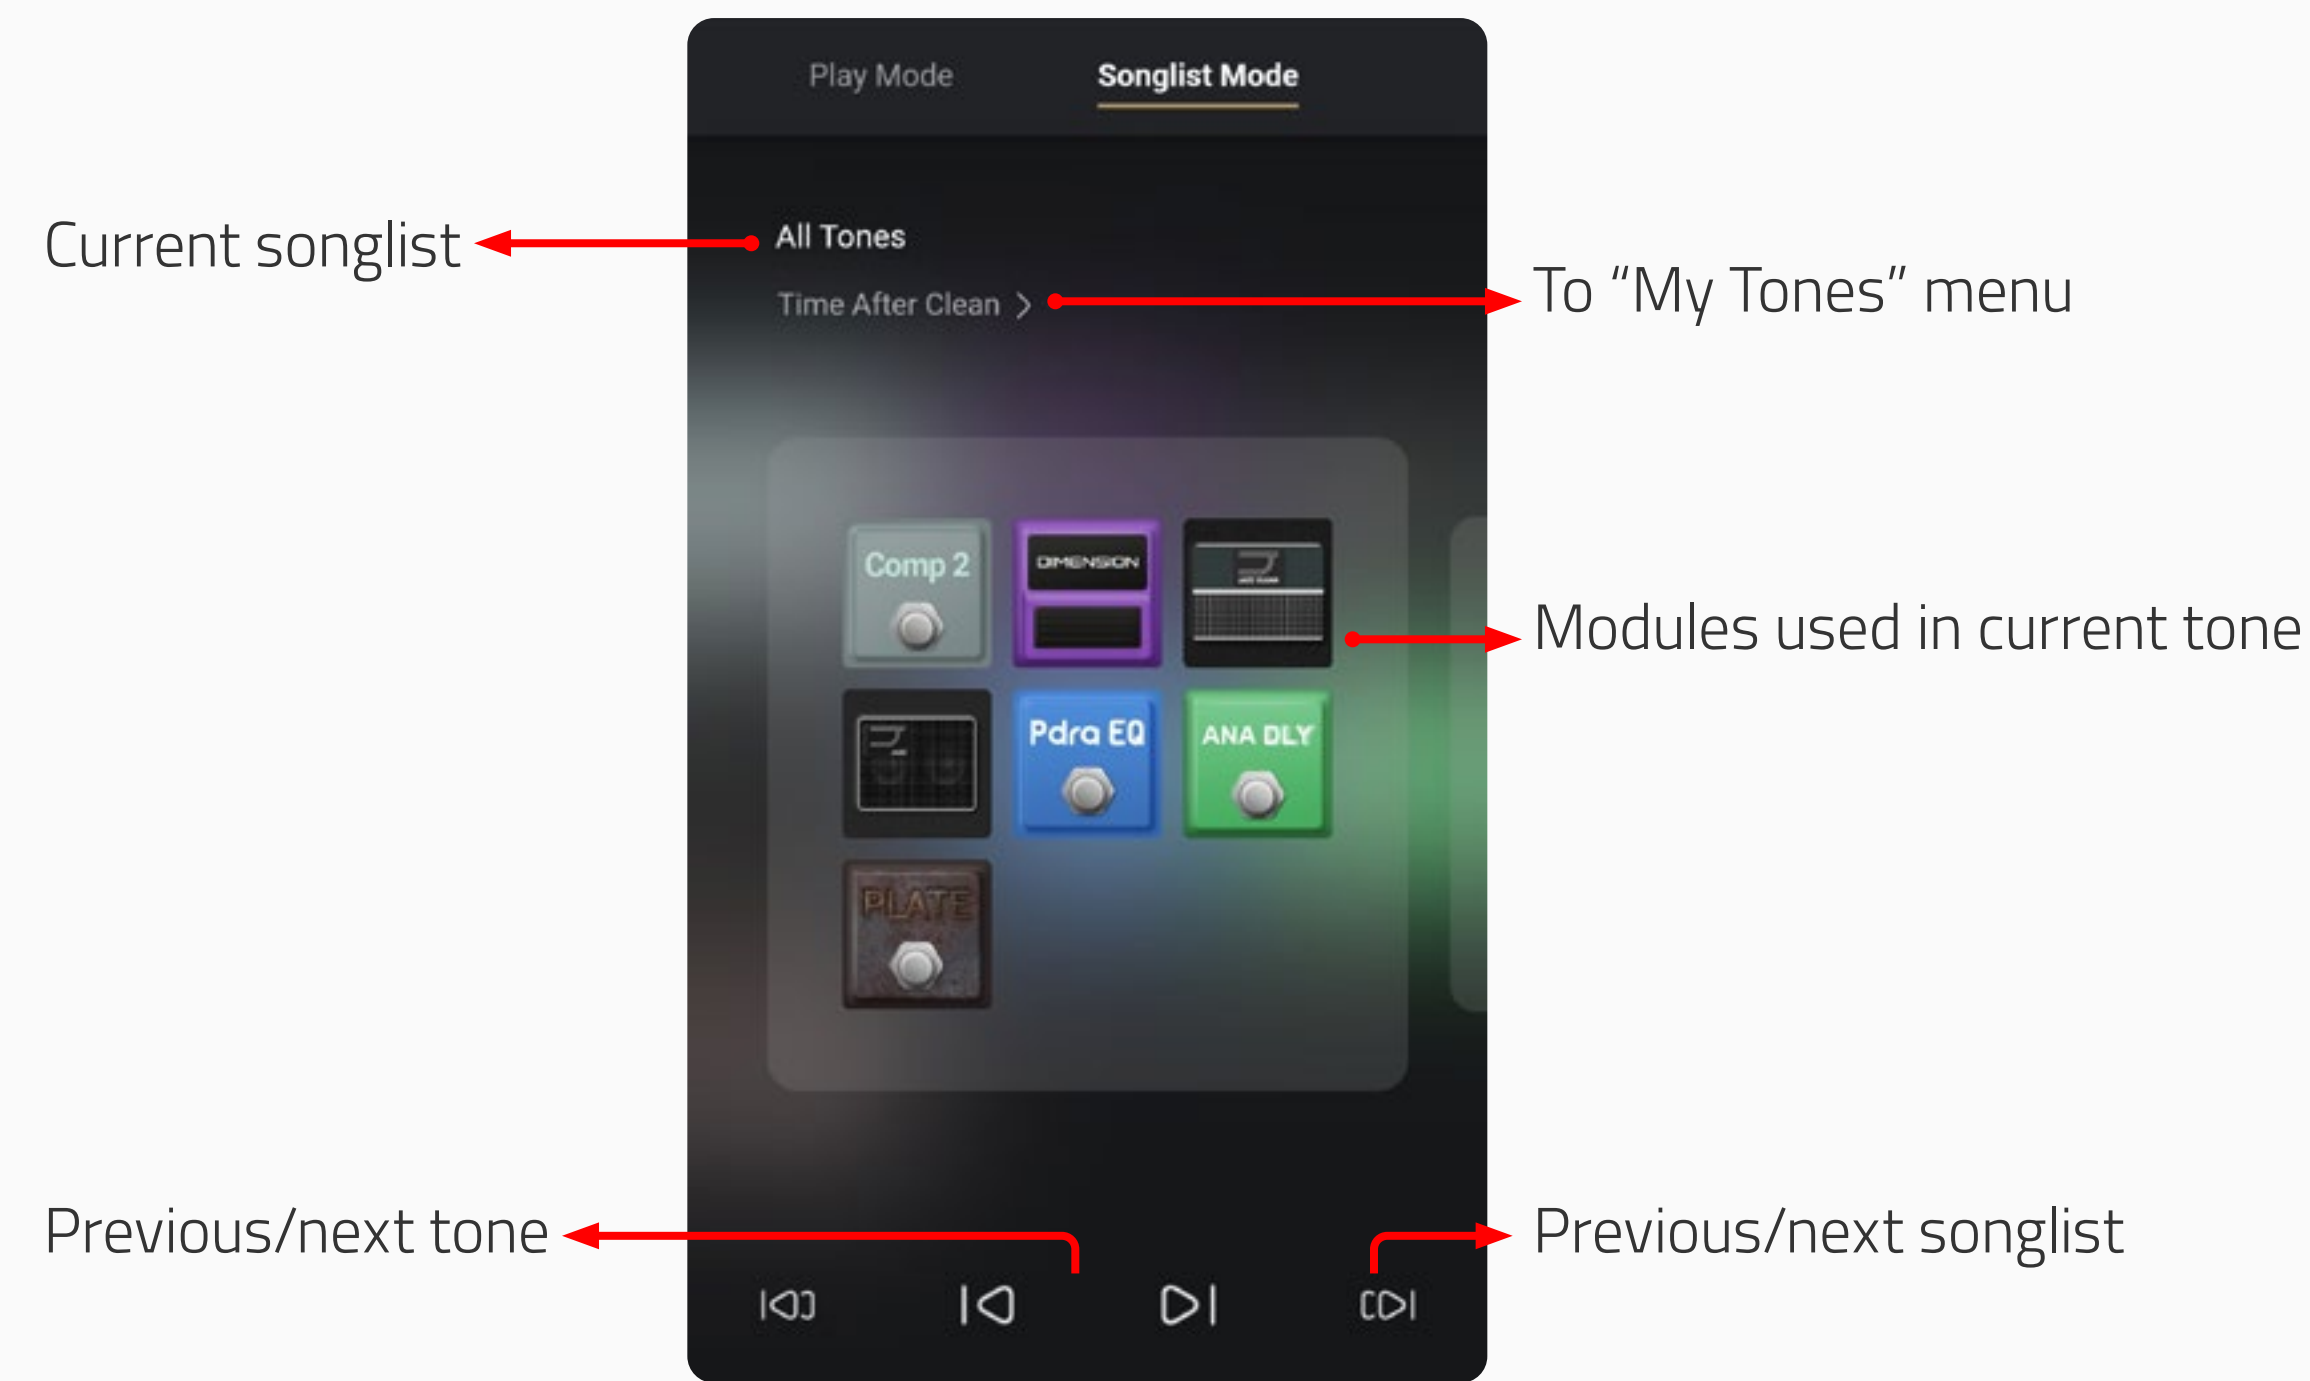 Play Mode
Songlist Mode
Current songlist
All Tones
Time After Clean
To “My Tones” menu
Comp 2
DIMENSION
Modules used in current tone
Pdra EQ
ANA DLY
PLATE
Previous/next tone
Previous/next songlist